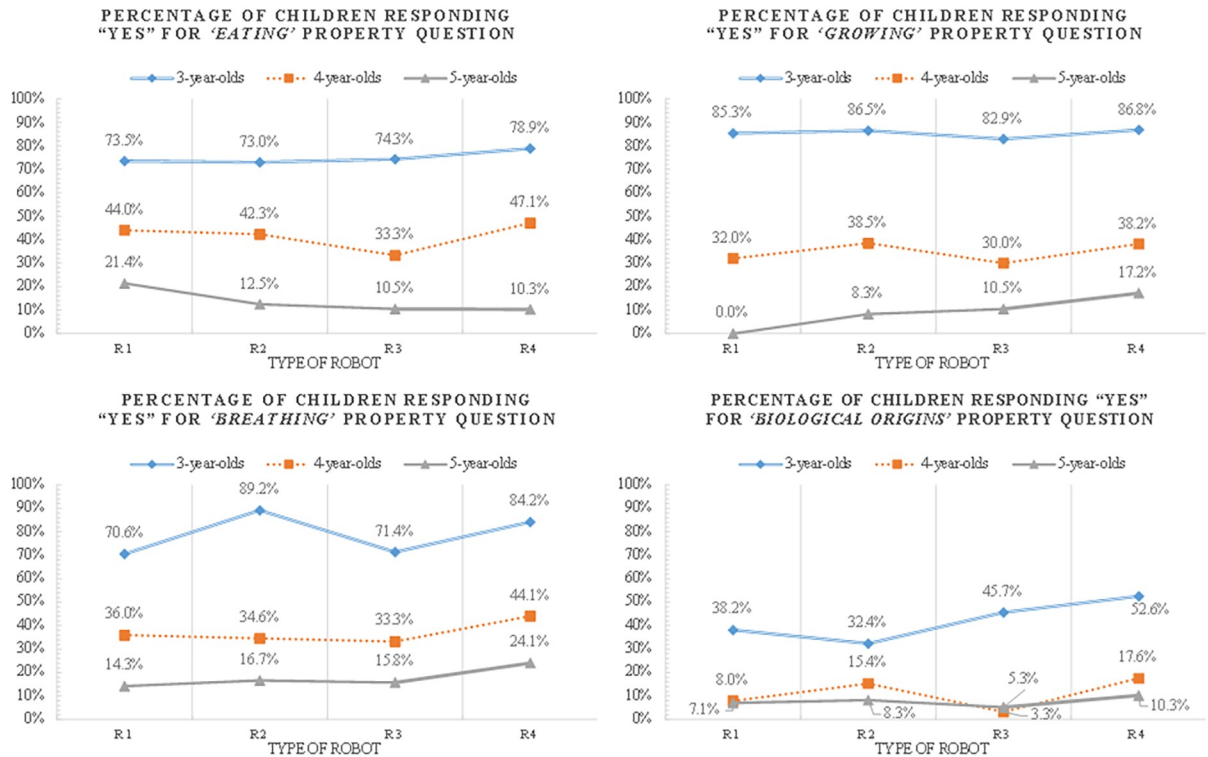 PERCENTAGE OF CHILDREN RESPONDING
“YES” FOR ‘EATING’ PROPERTY QUESTION
3-year-olds 4-year-olds 5-year-olds
100%
90%
80%
70%
60%
50%
40%
30%
20%
10%
0%
73.5% 73.0% 74.3% 78.9%
44.0% 42.3% 33.3% 47.1%
21.4% 12.5% 10.5% 10.3%
R1 R2 R3 R4
TYPE OF ROBOT
PERCENTAGE OF CHILDREN RESPONDING
“YES” FOR ‘GROWING’ PROPERTY QUESTION
3-year-olds 4-year-olds 5-year-olds
100%
90%
80%
70%
60%
50%
40%
30%
20%
10%
0%
85.3% 86.5% 82.9% 86.8%
32.0% 38.5% 30.0% 38.2%
0.0% 8.3% 10.5% 17.2%
R1 R2 R3 R4
TYPE OF ROBOT
PERCENTAGE OF CHILDREN RESPONDING
“YES” FOR ‘BREATHING’ PROPERTY QUESTION
3-year-olds 4-year-olds 5-year-olds
100%
90%
80%
70%
60%
50%
40%
30%
20%
10%
0%
70.6% 89.2% 71.4% 84.2%
36.0% 34.6% 33.3% 44.1%
14.3% 16.7% 15.8% 24.1%
R1 R2 R3 R4
TYPE OF ROBOT
PERCENTAGE OF CHILDREN RESPONDING “YES”
FOR ‘BIOLOGICAL ORIGINS’ PROPERTY QUESTION
3-year-olds 4-year-olds 5-year-olds
100%
90%
80%
70%
60%
50%
40%
30%
20%
10%
0%
38.2% 32.4% 45.7% 52.6%
8.0% 15.4% 3.3% 17.6%
7.1% 8.3% 5.3% 10.3%
R1 R2 R3 R4
TYPE OF ROBOT